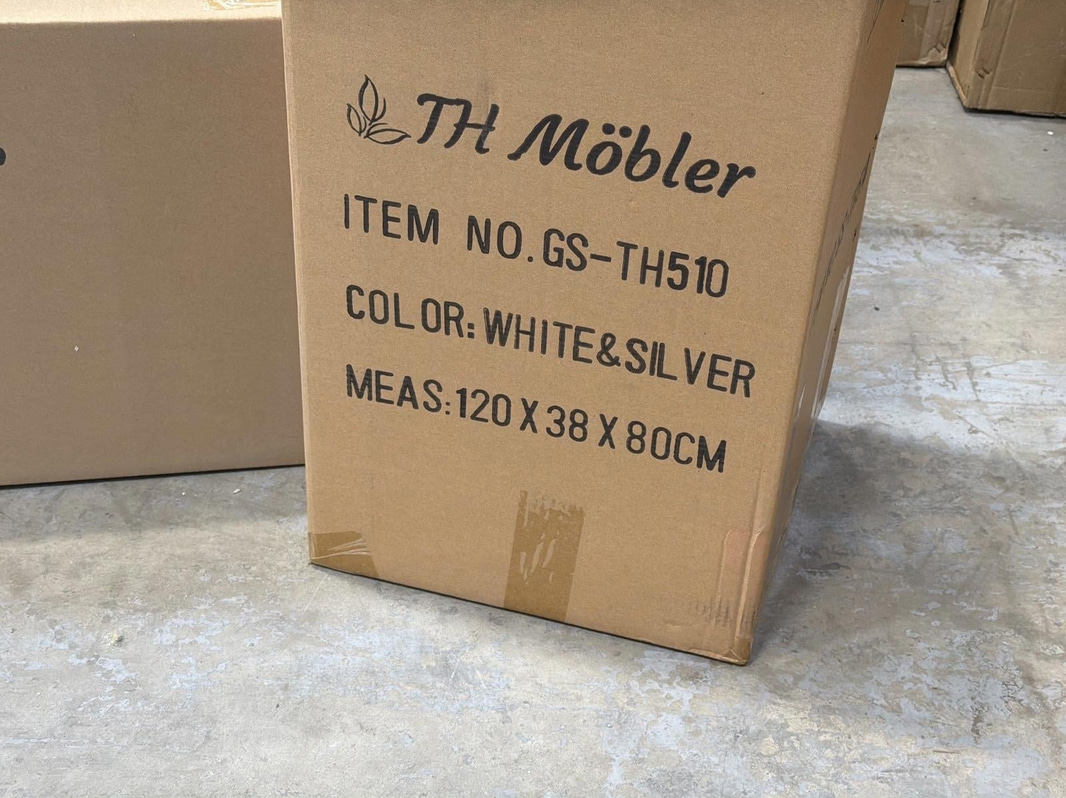 TH Möbler
ITEM NO.GS-TH510
COLOR:WHITE&SILVER
MEAS:120X38X80CM